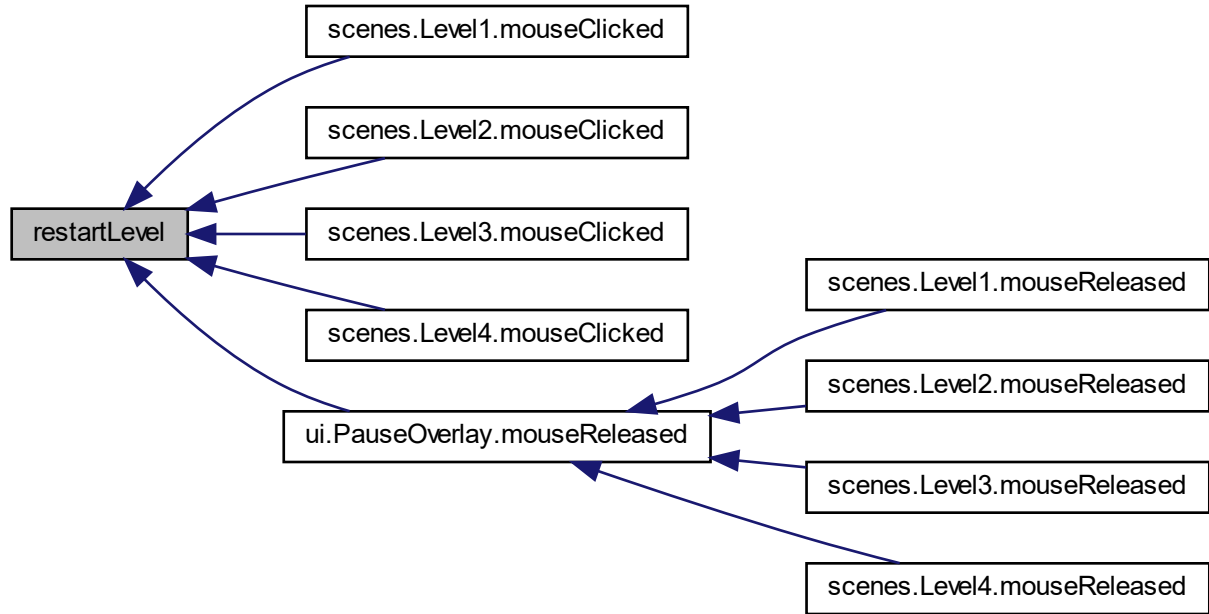 scenes.Level1.mouseClicked
scenes.Level2.mouseClicked
restartLevel
scenes.Level3.mouseClicked
scenes.Level4.mouseClicked
ui.PauseOverlay.mouseReleased
scenes.Level1.mouseReleased
scenes.Level2.mouseReleased
scenes.Level3.mouseReleased
scenes.Level4.mouseReleased